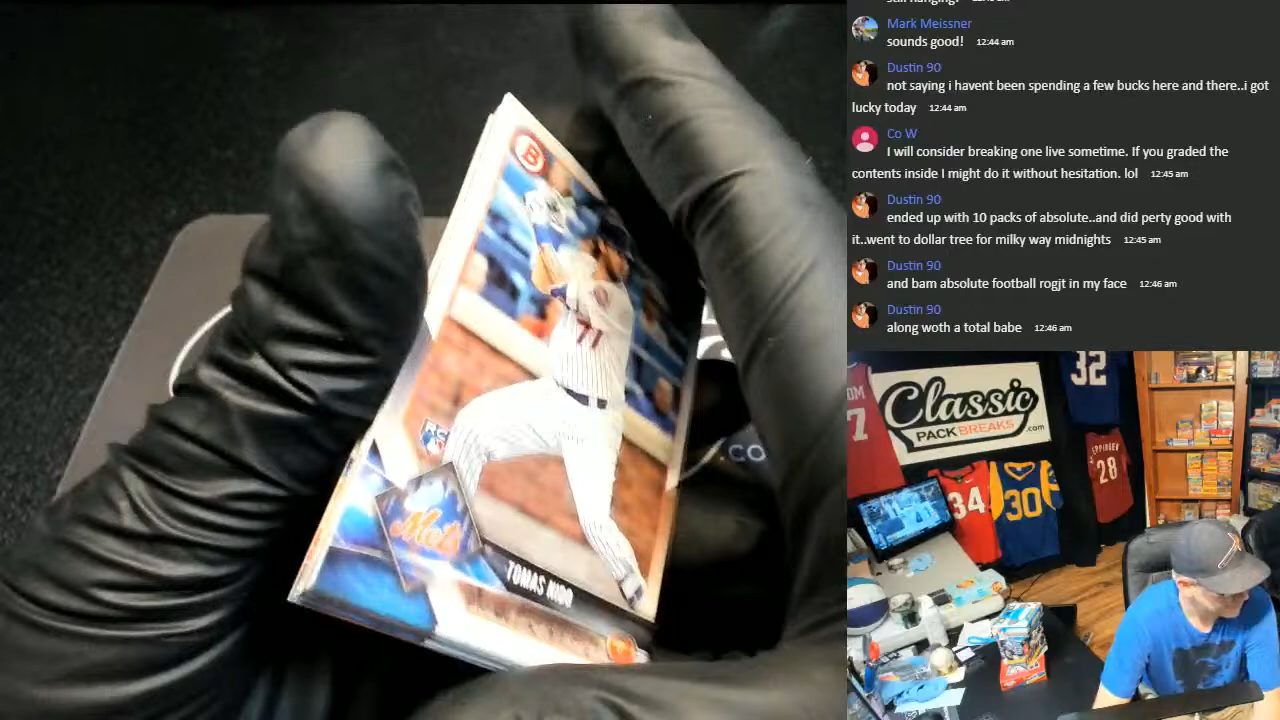 Mark Meissner
sounds good! 12:44 am
Dustin 90
not saying i havent been spending a few bucks here and there..i got
lucky today 12:44 am
Co W
I will consider breaking one live sometime. If you graded the
contents inside I might do it without hesitation. lol 12:45 am
Dustin 90
ended up with 10 packs of absolute..and did perty good with
it..went to dollar tree for milky way midnights 12:45 am
Dustin 90
and bam absolute football rogjt in my face 12:46 am
Dustin 90
along woth a total babe 12:46 am
B
71
Mets
TOMAS NIDO
.CO
Classic
PACK BREAKS
.com
32
7
34
30
28